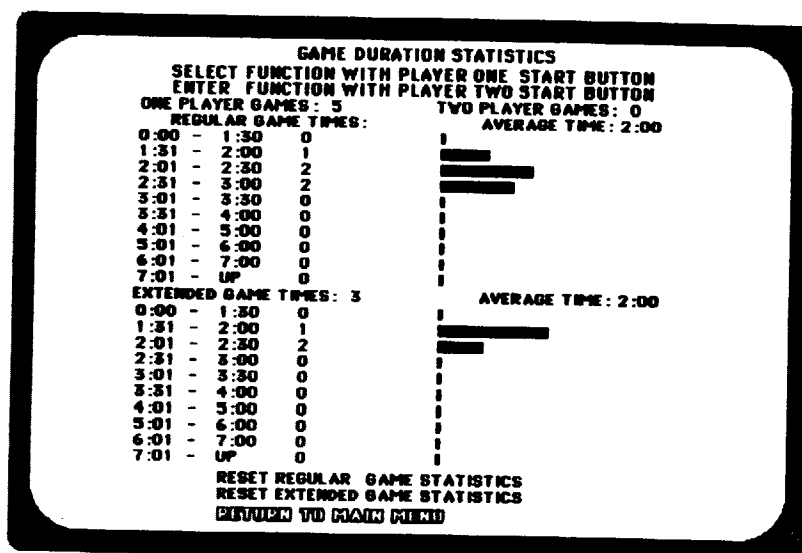 GAME DURATION STATISTICS
SELECT FUNCTION WITH PLAYER ONE START BUTTON
ENTER FUNCTION WITH PLAYER TWO START BUTTON
ONE PLAYER GAMES: 5 TWO PLAYER GAMES: 0
REGULAR GAME TIMES: AVERAGE TIME: 2:00
0:00 - 1:30 0
1:31 - 2:00 1
2:01 - 2:30 2
2:31 - 3:00 2
3:01 - 3:30 0
3:31 - 4:00 0
4:01 - 5:00 0
5:01 - 6:00 0
6:01 - 7:00 0
7:01 - UP 0
EXTENDED GAME TIMES: 3 AVERAGE TIME: 2:00
0:00 - 1:30 0
1:31 - 2:00 1
2:01 - 2:30 2
2:31 - 3:00 0
3:01 - 3:30 0
3:31 - 4:00 0
4:01 - 5:00 0
5:01 - 6:00 0
6:01 - 7:00 0
7:01 - UP 0
RESET REGULAR GAME STATISTICS
RESET EXTENDED GAME STATISTICS
RETURN TO MAIN MENU